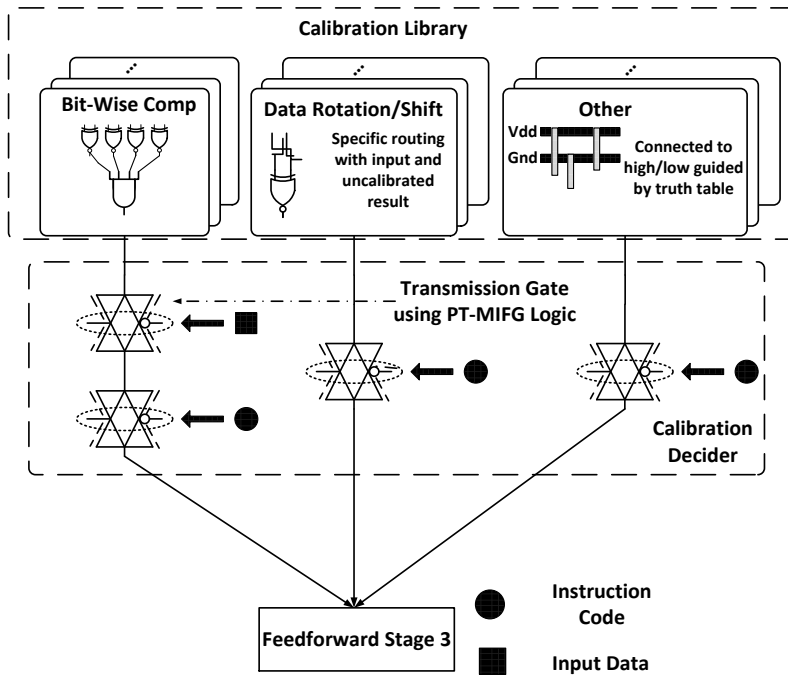 Calibration Library
Bit-Wise Comp
Data Rotation/Shift
Specific routing
with input and
uncalibrated
result
Other
Vdd
Gnd
Connected to
high/low guided
by truth table
Transmission Gate
using PT-MIFG Logic
Calibration
Decider
Feedforward Stage 3
Instruction
Code
Input Data